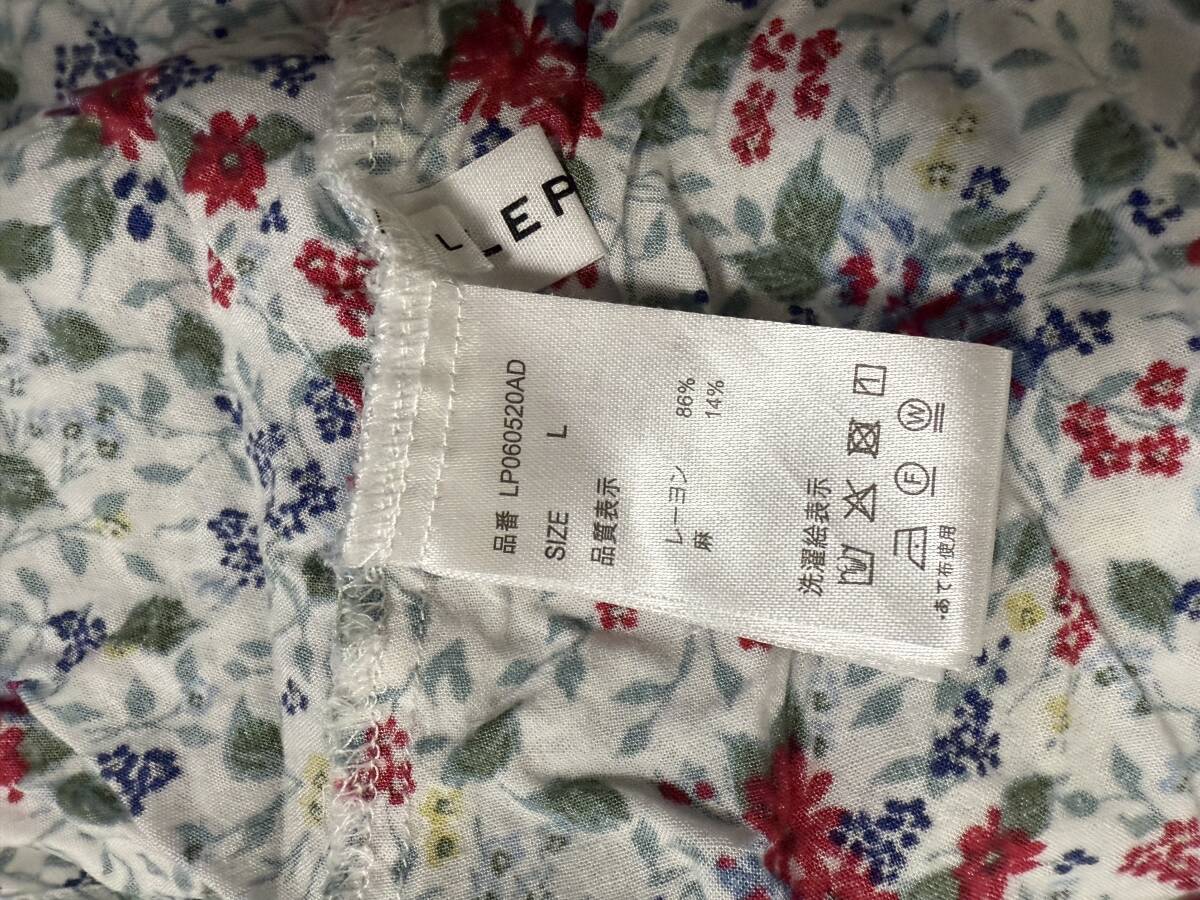 LEP
L
品番 LP060520AD
SIZE L
品質表示
レーヨン 86%
麻 14%
洗濯絵表示
F W
・あて布使用